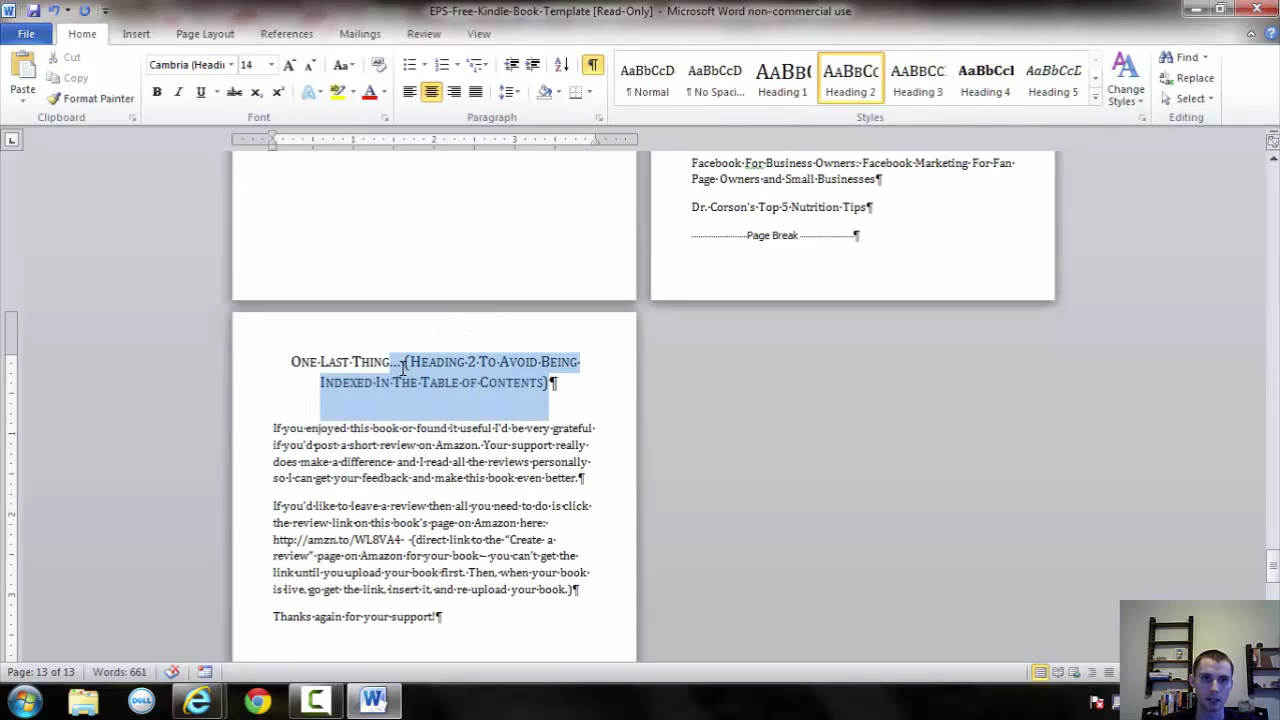 EPS-Free-Kindle-Book-Template [Read-Only] - Microsoft Word non-commercial use
File Home Insert Page Layout References Mailings Review View
Paste
Cut
Copy
Format Painter
Clipboard
Cambria (Headi 14
Aa
B I U abc x₂ x²
Font
Paragraph
AaBbCcD AaBbCcD AaBb( AaBbCc AaBbCC AaBbCcI AaBbCcD
¶ Normal ¶ No Spaci... Heading 1 Heading 2 Heading 3 Heading 4 Heading 5
Change
Styles
Styles
Find
Replace
Select
Editing
Facebook For Business Owners: Facebook Marketing For Fan
Page Owners and Small Businesses¶
Dr. Corson's Top 5 Nutrition Tips¶
Page Break ¶
One Last Thing... (Heading 2 To Avoid Being
Indexed In The Table of Contents)¶
If you enjoyed this book or found it useful I'd be very grateful
if you'd post a short review on Amazon. Your support really
does make a difference and I read all the reviews personally
so I can get your feedback and make this book even better.¶
If you'd like to leave a review then all you need to do is click
the review link on this book's page on Amazon here:
http://amzn.to/WL8VA4 (direct link to the "Create a
review" page on Amazon for your book – you can't get the
link until you upload your book first. Then, when your book
is live, go get the link, insert it, and re-upload your book.)¶
Thanks again for your support!¶
Page: 13 of 13 Words: 661
DELL